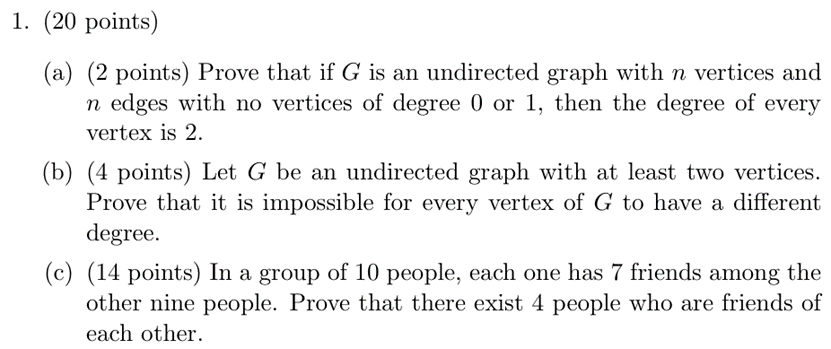 1. (20 points)
(a) (2 points) Prove that if G is an undirected graph with n vertices and
n edges with no vertices of degree 0 or 1, then the degree of every
vertex is 2.
(b) (4 points) Let G be an undirected graph with at least two vertices.
Prove that it is impossible for every vertex of G to have a different
degree.
(c) (14 points) In a group of 10 people, each one has 7 friends among the
other nine people. Prove that there exist 4 people who are friends of
each other.